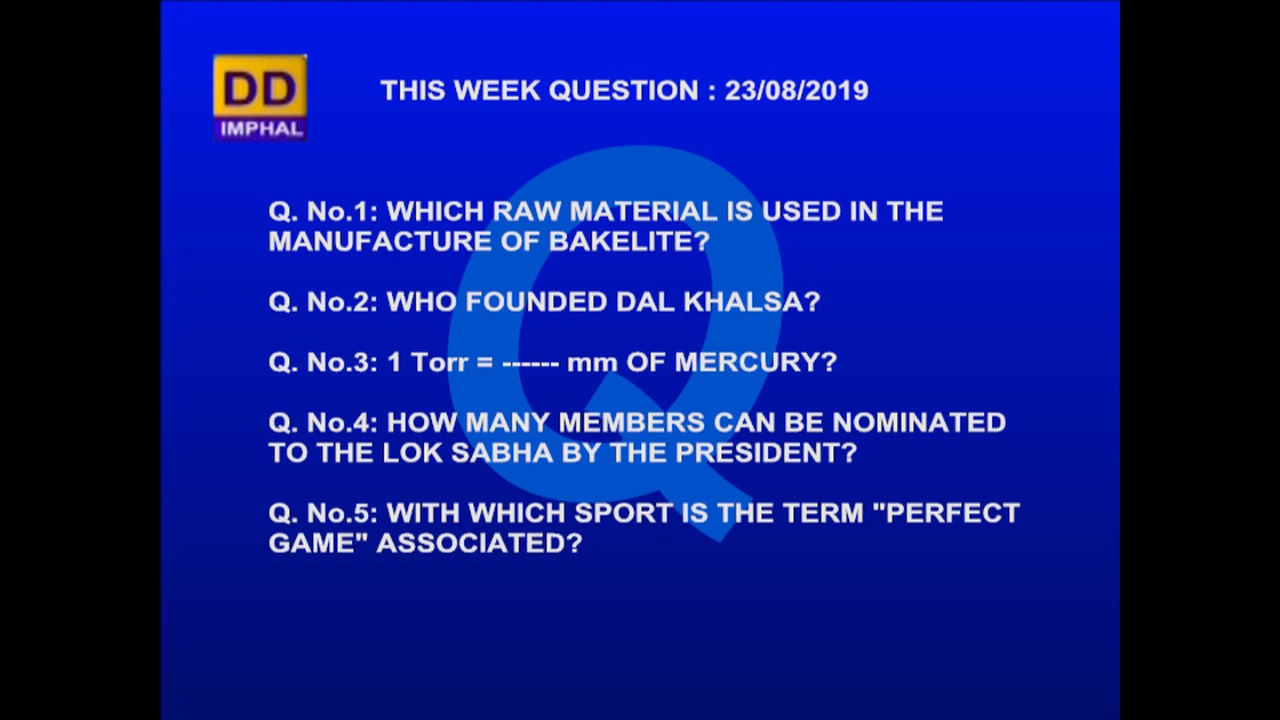 DD
IMPHAL
THIS WEEK QUESTION : 23/08/2019
Q. No.1: WHICH RAW MATERIAL IS USED IN THE
MANUFACTURE OF BAKELITE?
Q. No.2: WHO FOUNDED DAL KHALSA?
Q. No.3: 1 Torr = ------ mm OF MERCURY?
Q. No.4: HOW MANY MEMBERS CAN BE NOMINATED
TO THE LOK SABHA BY THE PRESIDENT?
Q. No.5: WITH WHICH SPORT IS THE TERM "PERFECT
GAME" ASSOCIATED?
Q